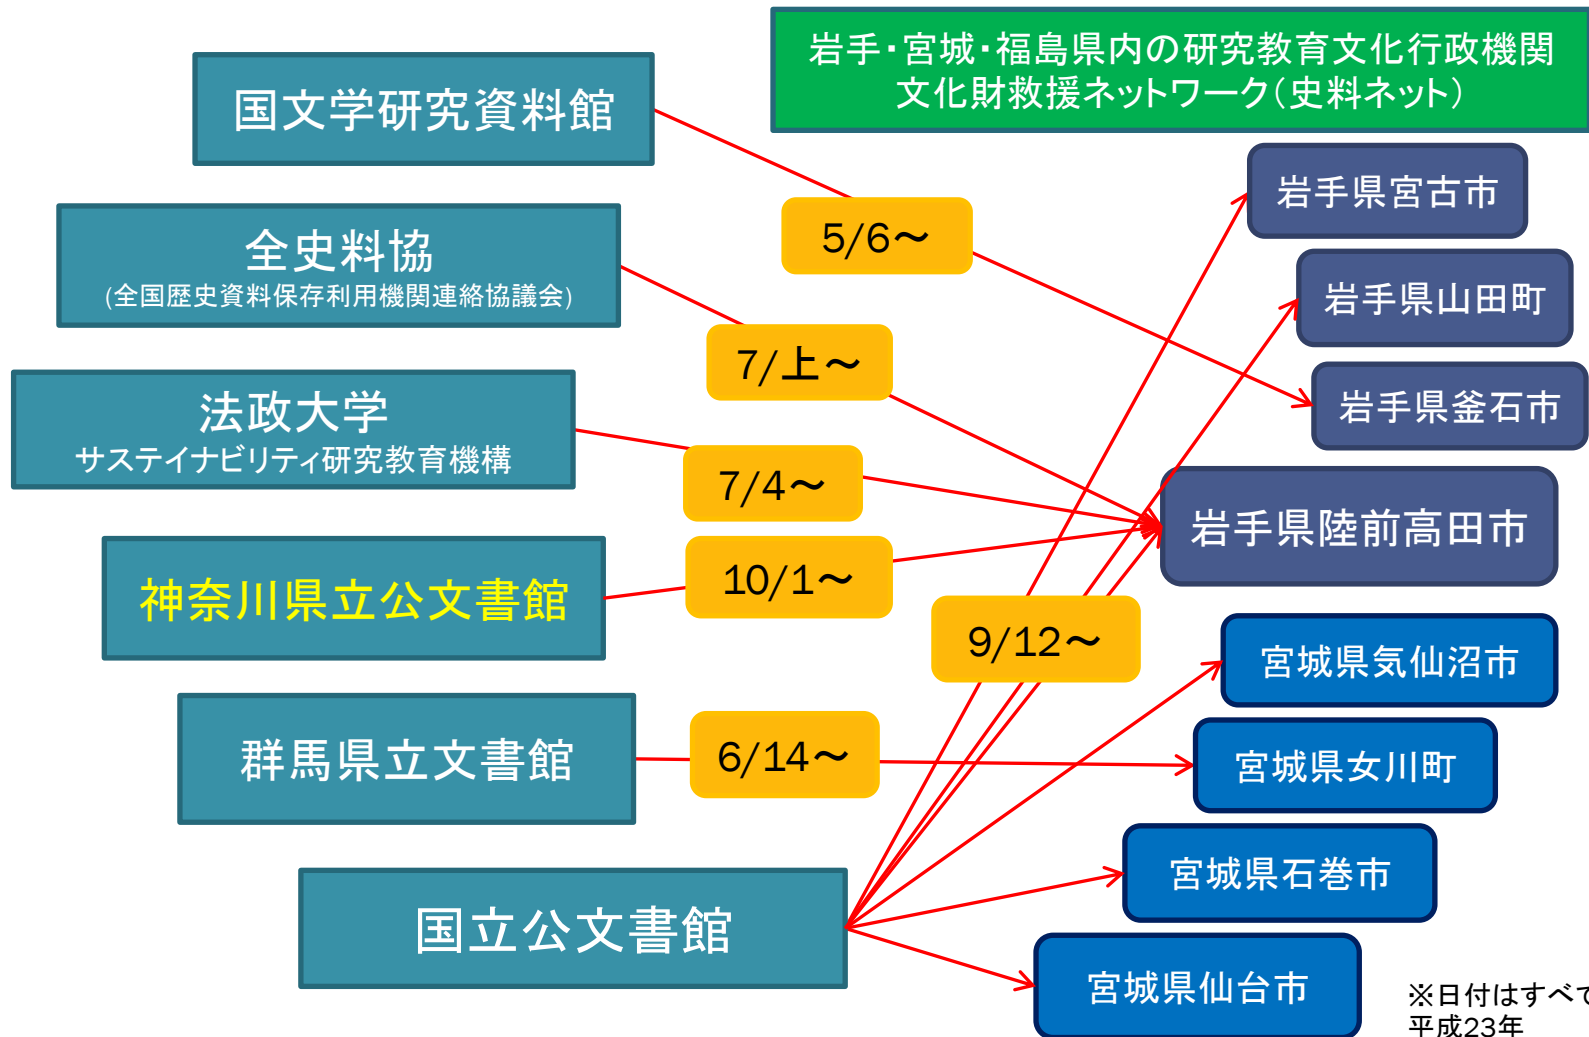 岩手・宮城・福島県内の研究教育文化行政機関
文化財救援ネットワーク（史料ネット）
国文学研究資料館
全史料協
(全国歴史資料保存利用機関連絡協議会)
法政大学
サステイナビリティ研究教育機構
神奈川県立公文書館
群馬県立文書館
国立公文書館
5/6～
7/上～
7/4～
10/1～
9/12～
6/14～
岩手県宮古市
岩手県山田町
岩手県釜石市
岩手県陸前高田市
宮城県気仙沼市
宮城県女川町
宮城県石巻市
宮城県仙台市
※日付はすべて
平成23年